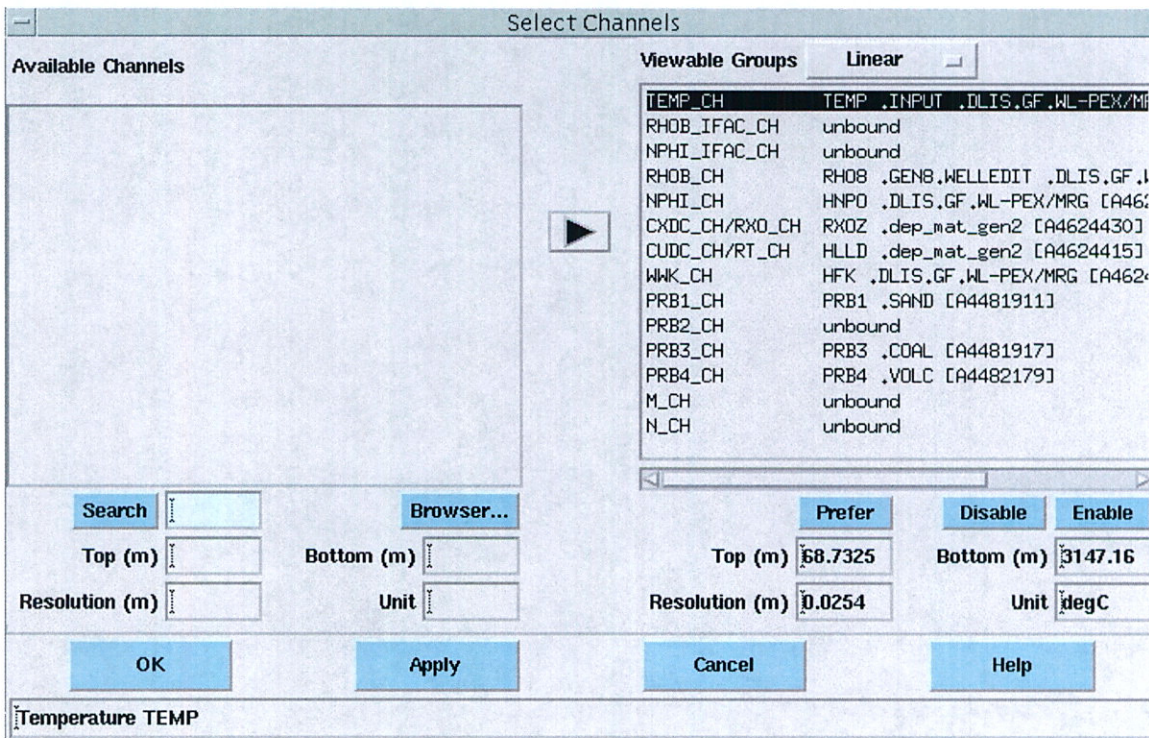 Select Channels
Available Channels
Viewable Groups Linear
TEMP_CH TEMP .INPUT .DLIS.GF.WL-PEX/MR
RHOB_IFAC_CH unbound
NPHI_IFAC_CH unbound
RHOB_CH RHO8 .GEN8.WELLEDIT .DLIS.GF.W
NPHI_CH HNPO .DLIS.GF.WL-PEX/MRG [A462
CXDC_CH/RXO_CH RXOZ .dep_mat_gen2 [A4624430]
CUDC_CH/RT_CH HLLD .dep_mat_gen2 [A4624415]
WWK_CH HFK .DLIS.GF.WL-PEX/MRG [A4624
PRB1_CH PRB1 .SAND [A4481911]
PRB2_CH unbound
PRB3_CH PRB3 .COAL [A4481917]
PRB4_CH PRB4 .VOLC [A4482179]
M_CH unbound
N_CH unbound
Search Browser... Prefer Disable Enable
Top (m) Bottom (m) Top (m) 68.7325 Bottom (m) 3147.16
Resolution (m) Unit Resolution (m) 0.0254 Unit degC
OK Apply Cancel Help
Temperature TEMP